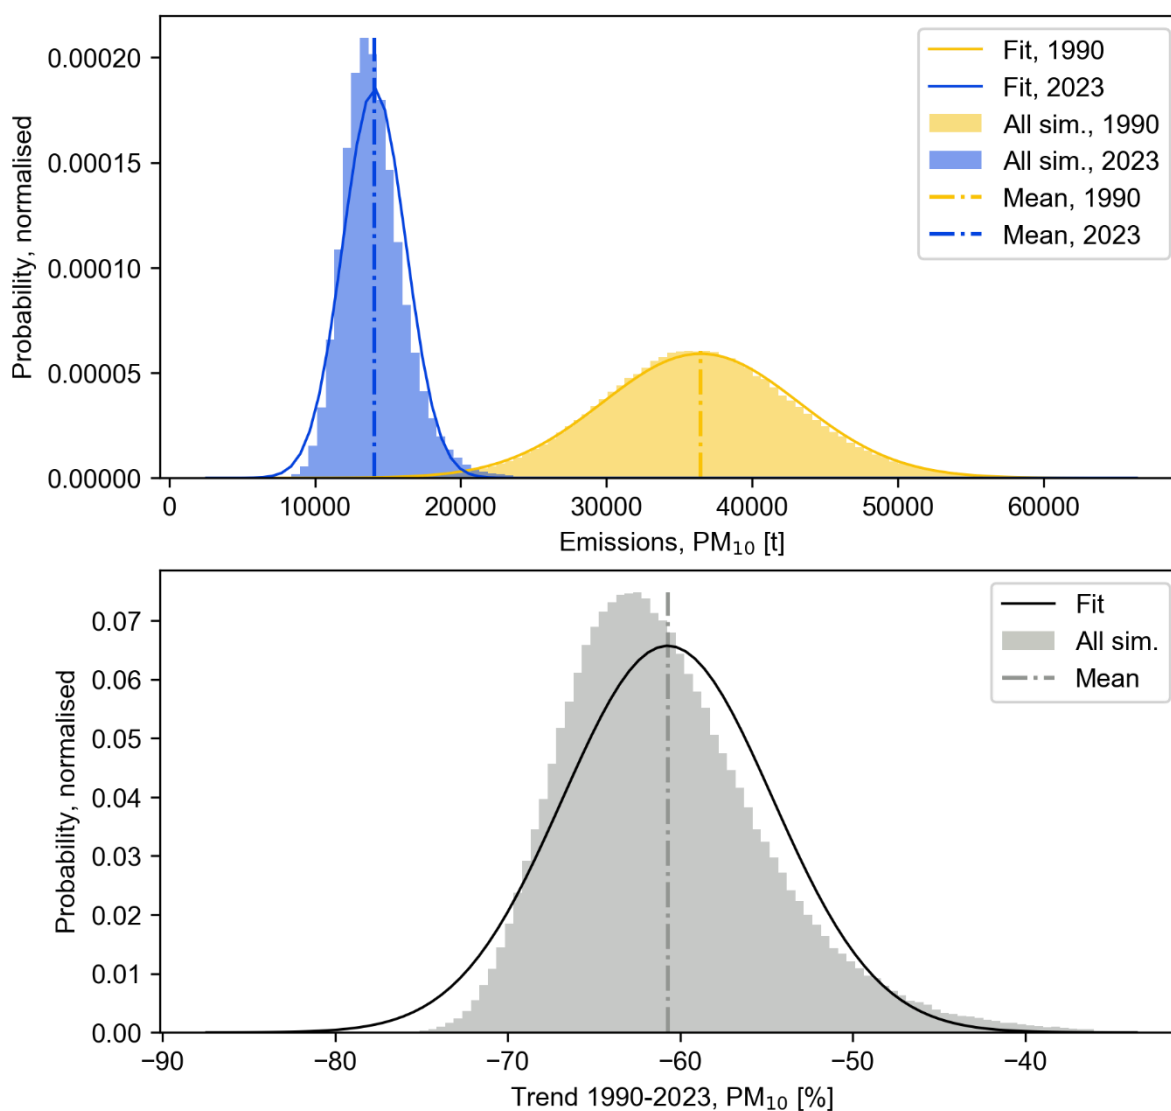 Probability, normalised
0.00020
0.00015
0.00010
0.00005
0.00000
Fit, 1990
Fit, 2023
All sim., 1990
All sim., 2023
Mean, 1990
Mean, 2023
0 10000 20000 30000 40000 50000 60000
Emissions, PM₁₀ [t]
Probability, normalised
0.07
0.06
0.05
0.04
0.03
0.02
0.01
0.00
Fit
All sim.
Mean
−90 −80 −70 −60 −50 −40
Trend 1990-2023, PM₁₀ [%]